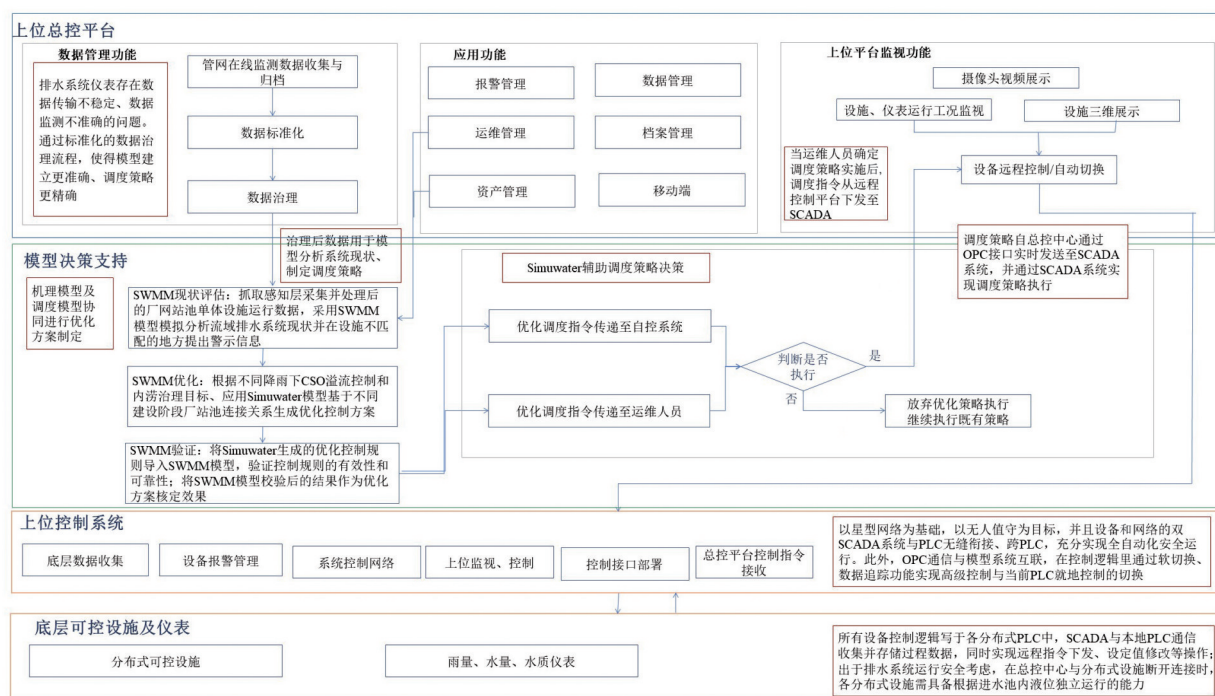 上位总控平台
数据管理功能
排水系统仪表存在数
据传输不稳定、数据
监测不准确的问题。
通过标准化的数据治
理流程，使得模型建
立更准确、调度策略
更精确
管网在线监测数据收集与
归档
数据标准化
数据治理
应用功能
报警管理
数据管理
运维管理
档案管理
资产管理
移动端
上位平台监视功能
摄像头视频展示
设施、仪表运行工况监视
设施三维展示
当运维人员确定
调度策略实施后,
调度指令从远程
控制平台下发至
SCADA
设备远程控制/自动切换
调度策略自总控中心通过
OPC接口实时发送至SCADA
系统，并通过SCADA系统实
现调度策略执行
模型决策支持
治理后数据用于模
型分析系统现状、
制定调度策略
机理模型及
调度模型协
同进行优化
方案制定
SWMM现状评估：抓取感知层采集并处理后
的厂网站池单体设施运行数据，采用SWMM
模型模拟分析流域排水系统现状并在设施不
匹配的地方提出警示信息
SWMM优化：根据不同降雨下CSO溢流控制和
内涝治理目标、应用Simuwater模型基于不同
建设阶段厂站池连接关系生成优化控制方案
SWMM验证：将Simuwater生成的优化控制规
则导入SWMM模型，验证控制规则的有效性和
可靠性；将SWMM模型校验后的结果作为优化
方案核定效果
Simuwater辅助调度策略决策
优化调度指令传递至自控系统
优化调度指令传递至运维人员
判断是否
执行
是
否
放弃优化策略执行
继续执行既有策略
上位控制系统
底层数据收集
设备报警管理
系统控制网络
上位监视、控制
控制接口部署
总控平台控制指令
接收
以星型网络为基础，以无人值守为目标，并且设备和网络的双
SCADA系统与PLC无缝衔接、跨PLC，充分实现全自动化安全运
行。此外，OPC通信与模型系统互联，在控制逻辑里通过软切换、
数据追踪功能实现高级控制与当前PLC就地控制的切换
底层可控设施及仪表
分布式可控设施
雨量、水量、水质仪表
所有设备控制逻辑写于各分布式PLC中，SCADA与本地PLC通信
收集并存储过程数据，同时实现远程指令下发、设定值修改等操作；
出于排水系统运行安全考虑，在总控中心与分布式设施断开连接时，
各分布式设施需具备根据进水池内液位独立运行的能力